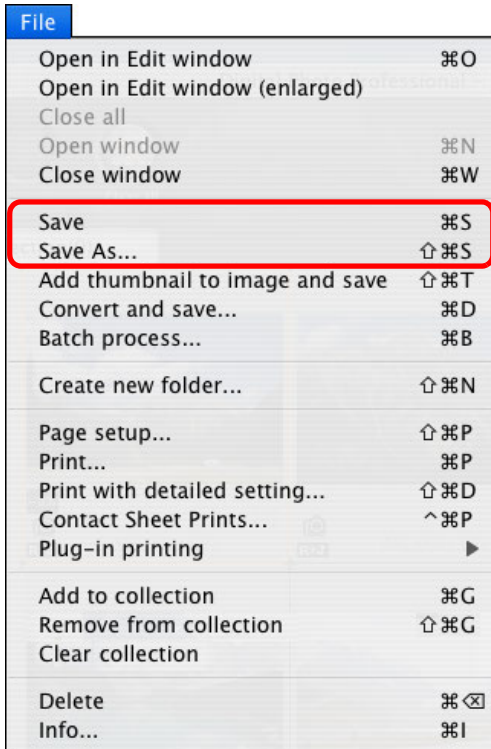 File
Open in Edit window ⌘O
Open in Edit window (enlarged)
Close all
Open window ⌘N
Close window ⌘W
Save ⌘S
Save As... ⇧⌘S
Add thumbnail to image and save ⇧⌘T
Convert and save... ⌘D
Batch process... ⌘B
Create new folder... ⇧⌘N
Page setup... ⇧⌘P
Print... ⌘P
Print with detailed setting... ⇧⌘D
Contact Sheet Prints... ^⌘P
Plug-in printing ▶
Add to collection ⌘G
Remove from collection ⇧⌘G
Clear collection
Delete ⌘⌫
Info... ⌘I